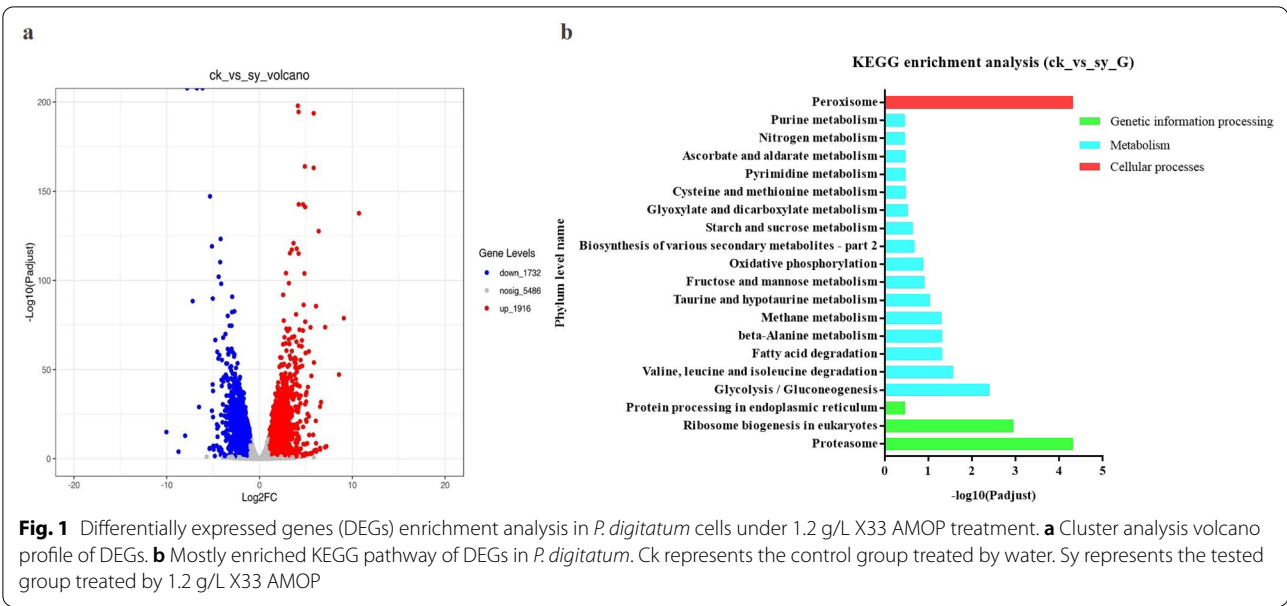 a
ck_vs_sy_volcano
200
150
100
50
0
-Log10(Padjust)
-20
-10
0
10
20
Log2FC
Gene Levels
down_1732
nosig_5486
up_1916
b
KEGG enrichment analysis (ck_vs_sy_G)
Phylum level name
Peroxisome
Purine metabolism
Nitrogen metabolism
Ascorbate and aldarate metabolism
Pyrimidine metabolism
Cysteine and methionine metabolism
Glyoxylate and dicarboxylate metabolism
Starch and sucrose metabolism
Biosynthesis of various secondary metabolites - part 2
Oxidative phosphorylation
Fructose and mannose metabolism
Taurine and hypotaurine metabolism
Methane metabolism
beta-Alanine metabolism
Fatty acid degradation
Valine, leucine and isoleucine degradation
Glycolysis / Gluconeogenesis
Protein processing in endoplasmic reticulum
Ribosome biogenesis in eukaryotes
Proteasome
0
1
2
3
4
5
-log10(Padjust)
Genetic information processing
Metabolism
Cellular processes
Fig. 1 Differentially expressed genes (DEGs) enrichment analysis in P. digitatum cells under 1.2 g/L X33 AMOP treatment. a Cluster analysis volcano
profile of DEGs. b Mostly enriched KEGG pathway of DEGs in P. digitatum. Ck represents the control group treated by water. Sy represents the tested
group treated by 1.2 g/L X33 AMOP